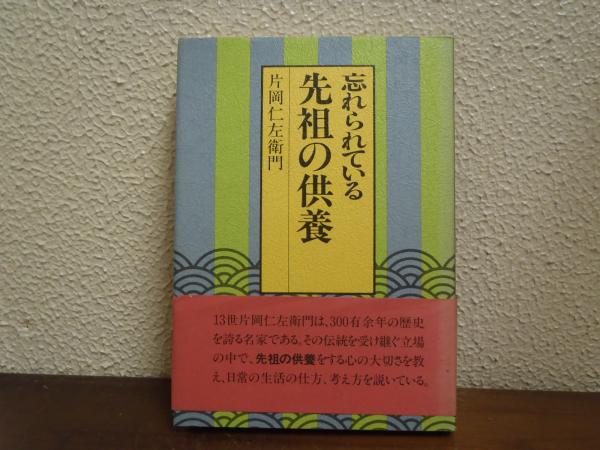 忘れられている
先祖の供養
片岡仁左衛門
13世片岡仁左衛門は、300有余年の歴史
を誇る名家である。その伝統を受け継ぐ立場
の中で、先祖の供養をする心の大切さを教
え、日常の生活の仕方、考え方を説いている。